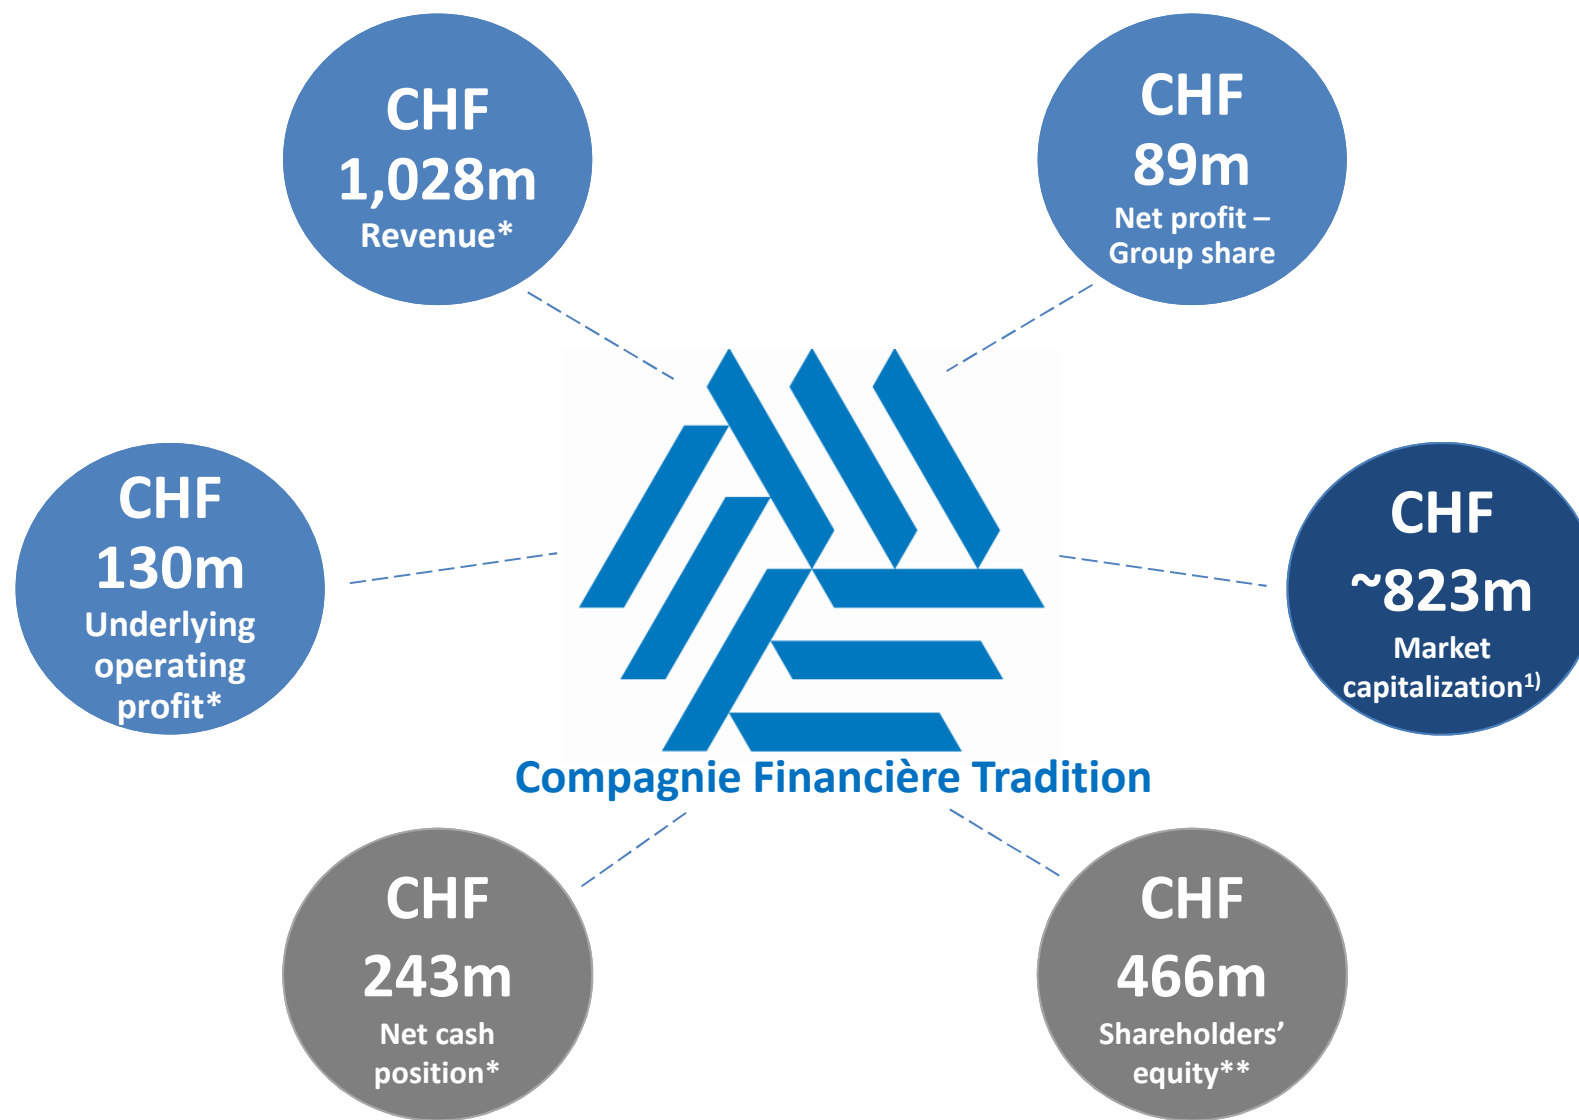 CHF
1,028m
Revenue*
CHF
89m
Net profit –
Group share
CHF
130m
Underlying
operating
profit*
CHF
~823m
Market
capitalization¹⁾
Compagnie Financière Tradition
CHF
243m
Net cash
position*
CHF
466m
Shareholders’
equity**